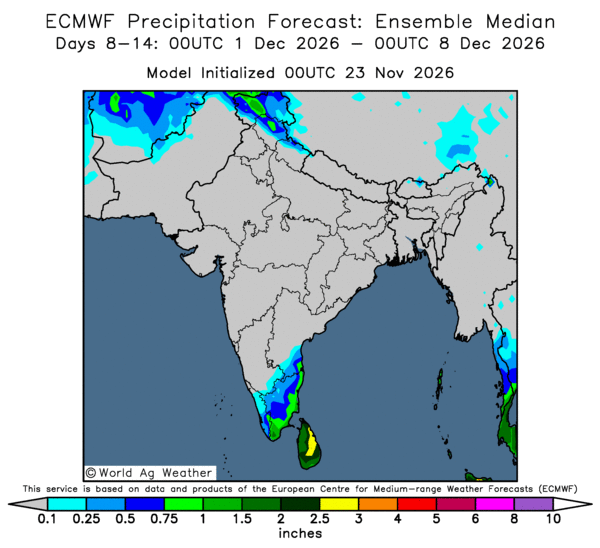 ECMWF Precipitation Forecast: Ensemble Median
Days 8−14: 00UTC 1 Dec 2026 − 00UTC 8 Dec 2026
Model Initialized 00UTC 23 Nov 2026
© World Ag Weather
This service is based on data and products of the European Centre for Medium-range Weather Forecasts (ECMWF)
0.1 0.25 0.5 0.75 1 1.5 2 2.5 3 4 5 6 8 10
inches